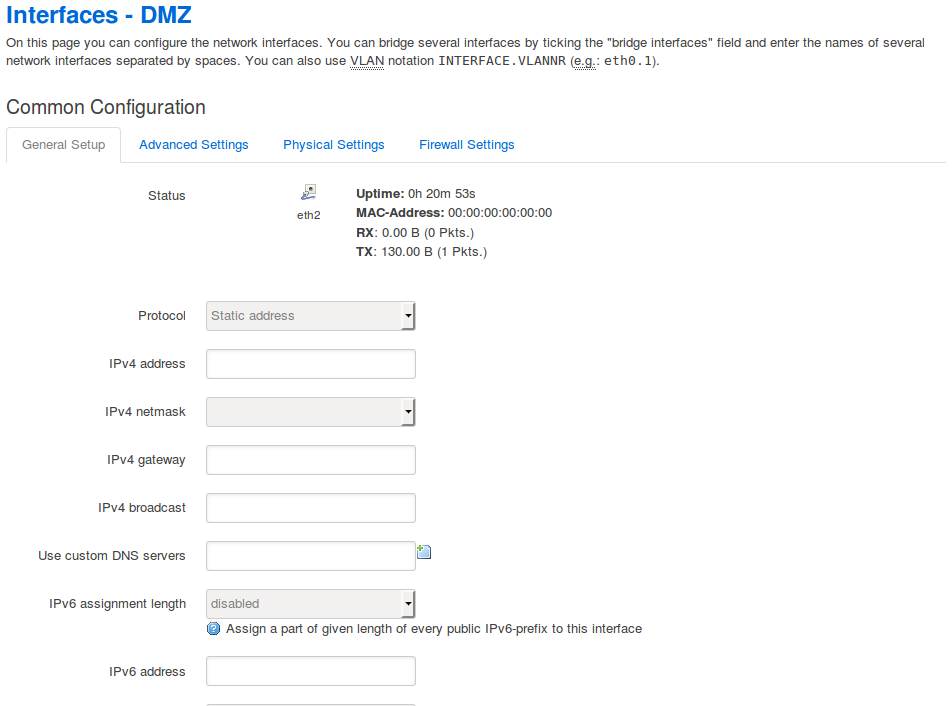 Interfaces - DMZ
On this page you can configure the network interfaces. You can bridge several interfaces by ticking the "bridge interfaces" field and enter the names of several
network interfaces separated by spaces. You can also use VLAN notation INTERFACE.VLANNR (e.g.: eth0.1).
Common Configuration
General Setup Advanced Settings Physical Settings Firewall Settings
Status
eth2
Uptime: 0h 20m 53s
MAC-Address: 00:00:00:00:00:00
RX: 0.00 B (0 Pkts.)
TX: 130.00 B (1 Pkts.)
Protocol Static address
IPv4 address
IPv4 netmask
IPv4 gateway
IPv4 broadcast
Use custom DNS servers
IPv6 assignment length disabled
Assign a part of given length of every public IPv6-prefix to this interface
IPv6 address